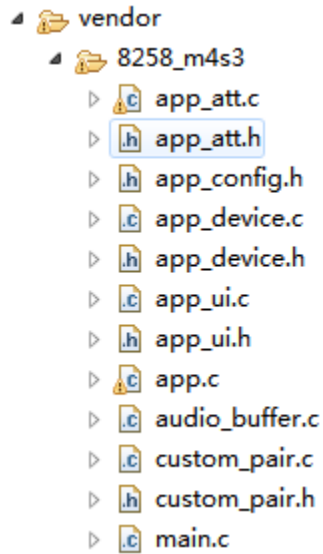 vendor
8258_m4s3
app_att.c
app_att.h
app_config.h
app_device.c
app_device.h
app_ui.c
app_ui.h
app.c
audio_buffer.c
custom_pair.c
custom_pair.h
main.c